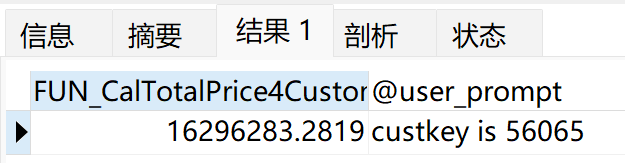 信息 摘要 结果 1 剖析 状态
FUN_CalTotalPrice4Custor @user_prompt
16296283.2819 custkey is 56065